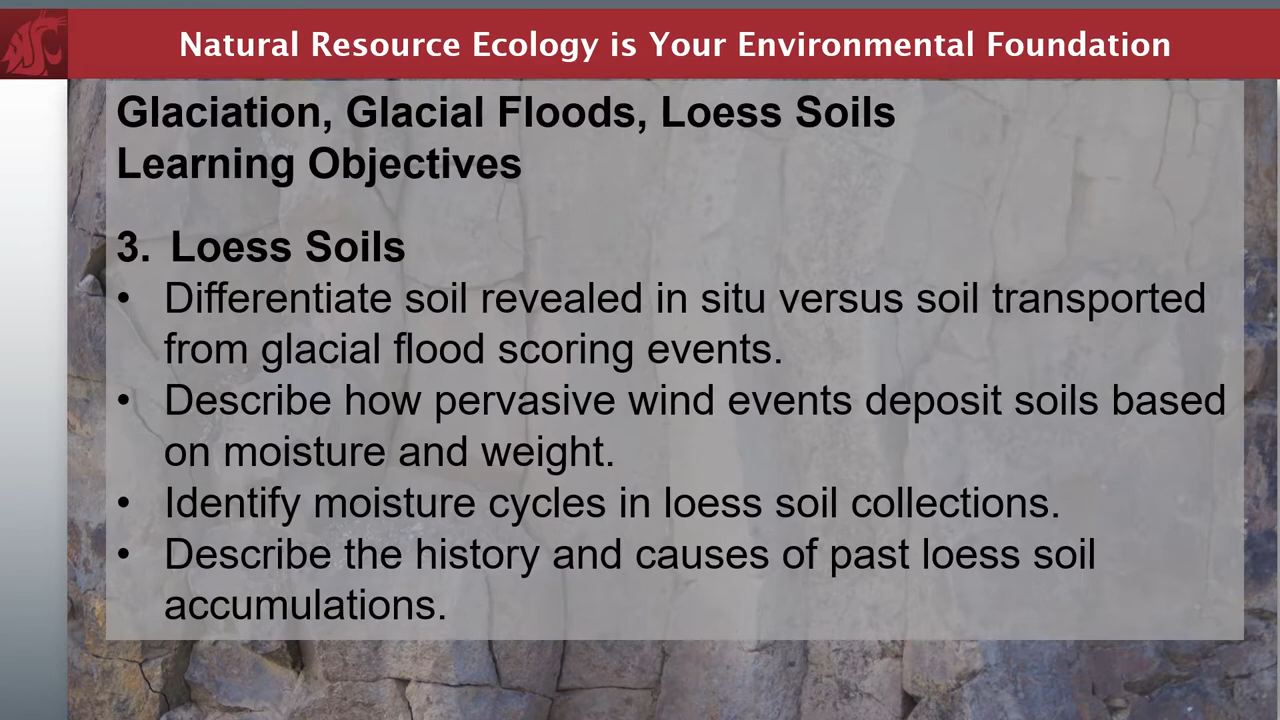 Natural Resource Ecology is Your Environmental Foundation
Glaciation, Glacial Floods, Loess Soils
Learning Objectives
3. Loess Soils
• Differentiate soil revealed in situ versus soil transported
from glacial flood scoring events.
• Describe how pervasive wind events deposit soils based
on moisture and weight.
• Identify moisture cycles in loess soil collections.
• Describe the history and causes of past loess soil
accumulations.